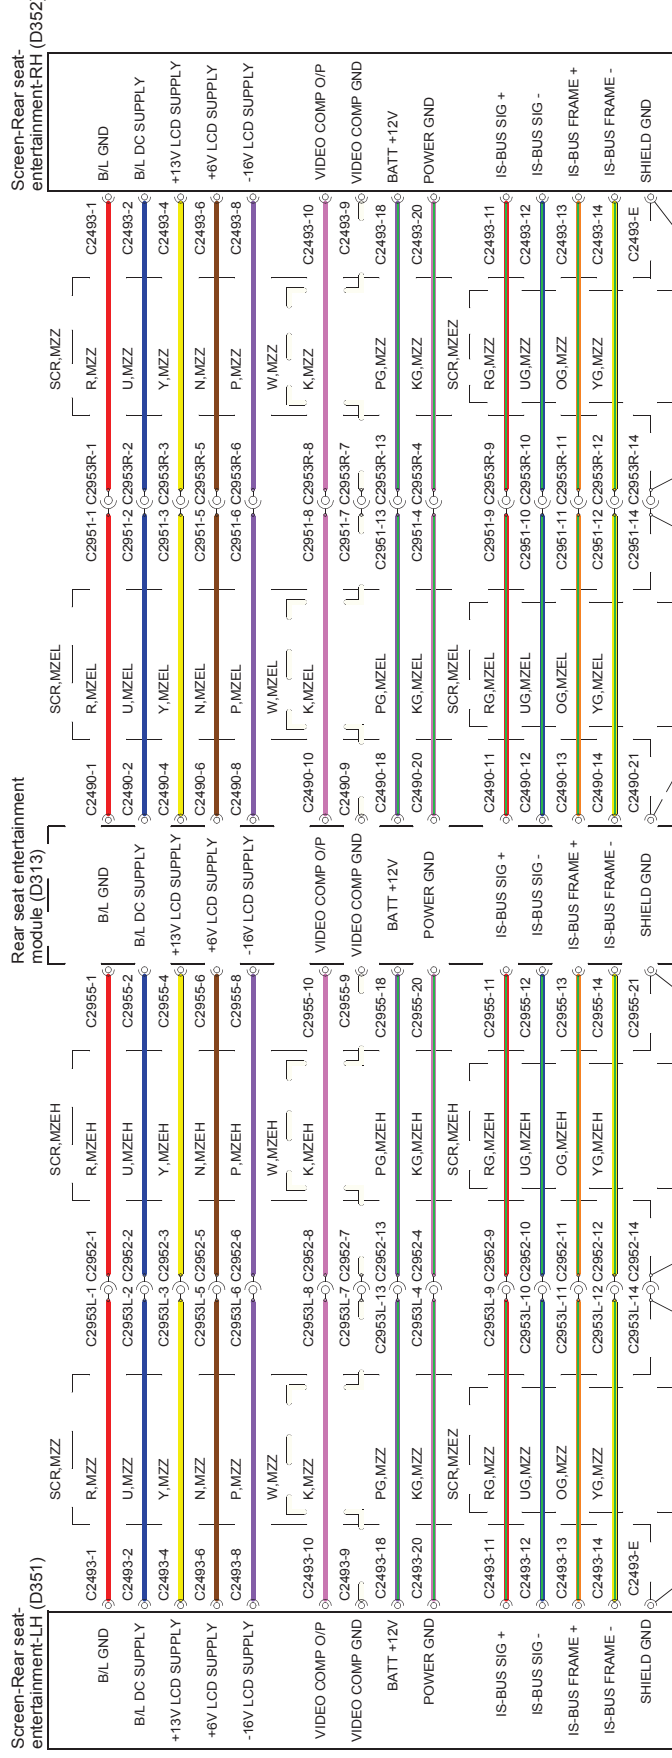 Screen-Rear seat-
entertainment-LH (D351)
B/L GND
B/L DC SUPPLY
+13V LCD SUPPLY
+6V LCD SUPPLY
-16V LCD SUPPLY
VIDEO COMP O/P
VIDEO COMP GND
BATT +12V
POWER GND
IS-BUS SIG +
IS-BUS SIG -
IS-BUS FRAME +
IS-BUS FRAME -
SHIELD GND
C2493-1
C2493-2
C2493-4
C2493-6
C2493-8
C2493-10
C2493-9
C2493-18
C2493-20
C2493-11
C2493-12
C2493-13
C2493-14
C2493-E
SCR,MZZ
R,MZZ
U,MZZ
Y,MZZ
N,MZZ
P,MZZ
W,MZZ
K,MZZ
PG,MZZ
KG,MZZ
SCR,MZEZ
RG,MZZ
UG,MZZ
OG,MZZ
YG,MZZ
C2953L-1 C2952-1
C2953L-2 C2952-2
C2953L-3 C2952-3
C2953L-5 C2952-5
C2953L-6 C2952-6
C2953L-8 C2952-8
C2953L-7 C2952-7
C2953L-13 C2952-13
C2953L-4 C2952-4
C2953L-9 C2952-9
C2953L-10 C2952-10
C2953L-11 C2952-11
C2953L-12 C2952-12
C2953L-14 C2952-14
SCR,MZEH
R,MZEH
U,MZEH
Y,MZEH
N,MZEH
P,MZEH
W,MZEH
K,MZEH
PG,MZEH
KG,MZEH
SCR,MZEH
RG,MZEH
UG,MZEH
OG,MZEH
YG,MZEH
C2955-1
C2955-2
C2955-4
C2955-6
C2955-8
C2955-10
C2955-9
C2955-18
C2955-20
C2955-11
C2955-12
C2955-13
C2955-14
C2955-21
Rear seat entertainment
module (D313)
B/L GND
B/L DC SUPPLY
+13V LCD SUPPLY
+6V LCD SUPPLY
-16V LCD SUPPLY
VIDEO COMP O/P
VIDEO COMP GND
BATT +12V
POWER GND
IS-BUS SIG +
IS-BUS SIG -
IS-BUS FRAME +
IS-BUS FRAME -
SHIELD GND
C2490-1
C2490-2
C2490-4
C2490-6
C2490-8
C2490-10
C2490-9
C2490-18
C2490-20
C2490-11
C2490-12
C2490-13
C2490-14
C2490-21
SCR,MZEL
R,MZEL
U,MZEL
Y,MZEL
N,MZEL
P,MZEL
W,MZEL
K,MZEL
PG,MZEL
KG,MZEL
SCR,MZEL
RG,MZEL
UG,MZEL
OG,MZEL
YG,MZEL
C2951-1 C2953R-1
C2951-2 C2953R-2
C2951-3 C2953R-3
C2951-5 C2953R-5
C2951-6 C2953R-6
C2951-8 C2953R-8
C2951-7 C2953R-7
C2951-13 C2953R-13
C2951-4 C2953R-4
C2951-9 C2953R-9
C2951-10 C2953R-10
C2951-11 C2953R-11
C2951-12 C2953R-12
C2951-14 C2953R-14
SCR,MZZ
R,MZZ
U,MZZ
Y,MZZ
N,MZZ
P,MZZ
W,MZZ
K,MZZ
PG,MZZ
KG,MZZ
SCR,MZEZ
RG,MZZ
UG,MZZ
OG,MZZ
YG,MZZ
C2493-1
C2493-2
C2493-4
C2493-6
C2493-8
C2493-10
C2493-9
C2493-18
C2493-20
C2493-11
C2493-12
C2493-13
C2493-14
C2493-E
Screen-Rear seat-
entertainment-RH (D352)
B/L GND
B/L DC SUPPLY
+13V LCD SUPPLY
+6V LCD SUPPLY
-16V LCD SUPPLY
VIDEO COMP O/P
VIDEO COMP GND
BATT +12V
POWER GND
IS-BUS SIG +
IS-BUS SIG -
IS-BUS FRAME +
IS-BUS FRAME -
SHIELD GND